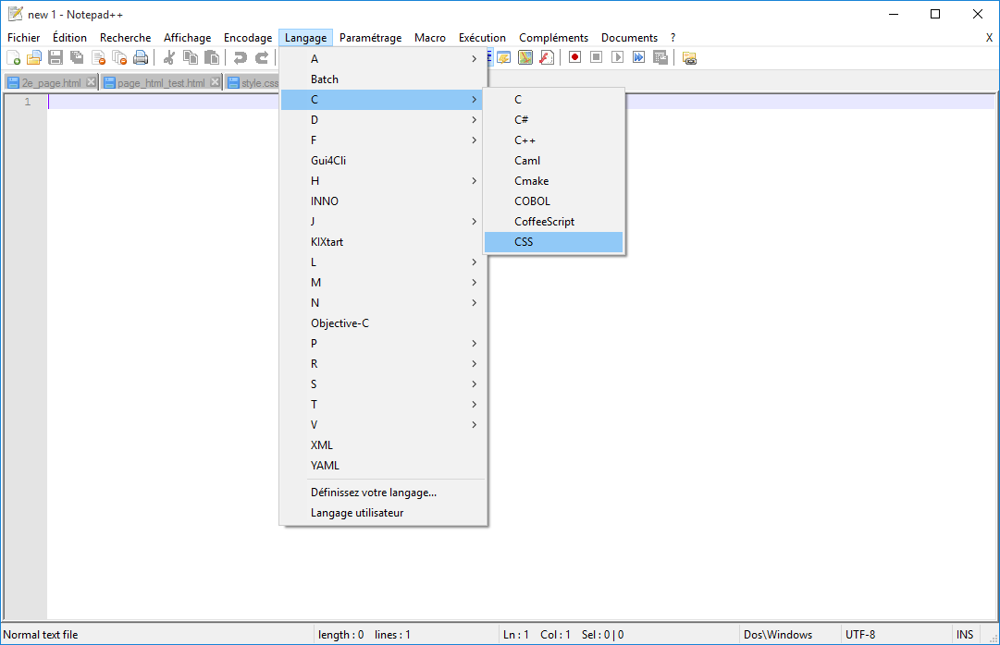 new 1 - Notepad++
Fichier Édition Recherche Affichage Encodage Langage Paramétrage Macro Exécution Compléments Documents ? X
2e_page.html page_html_test.html style.css
1
A
Batch
C
D
F
Gui4Cli
H
INNO
J
KIXtart
L
M
N
Objective-C
P
R
S
T
V
XML
YAML
Définissez votre langage...
Langage utilisateur
C
C#
C++
Caml
Cmake
COBOL
CoffeeScript
CSS
Normal text file length : 0 lines : 1 Ln : 1 Col : 1 Sel : 0 | 0 Dos\Windows UTF-8 INS